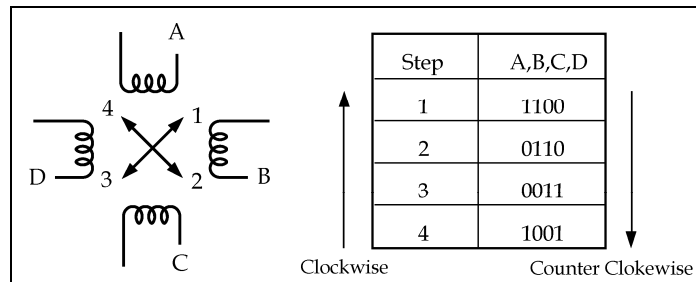 A
4 1
D 3 2 B
C
Step A,B,C,D
1 1100
2 0110
3 0011
4 1001
Clockwise Counter Clokewise